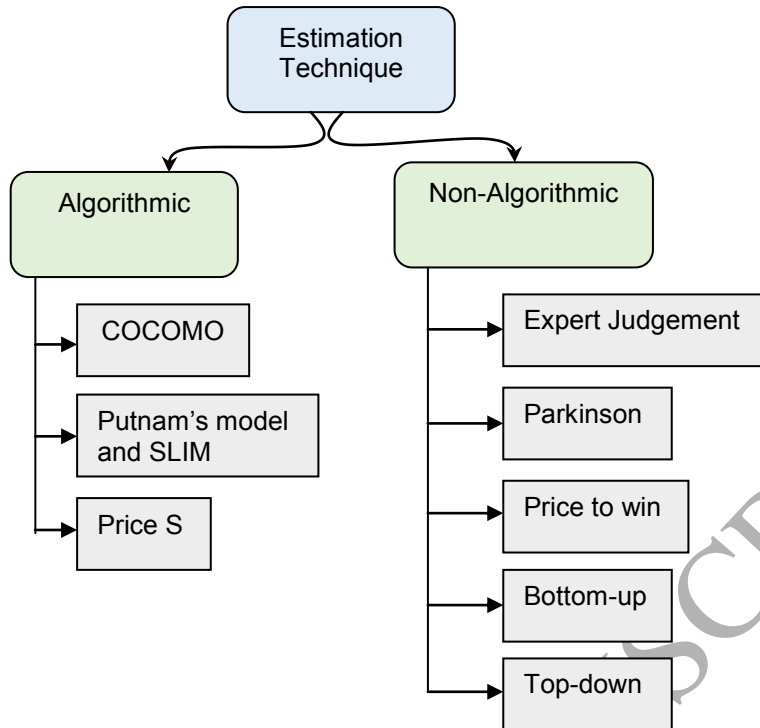 Estimation
Technique
Algorithmic
Non-Algorithmic
COCOMO
Putnam's model
and SLIM
Price S
Expert Judgement
Parkinson
Price to win
Bottom-up
Top-down